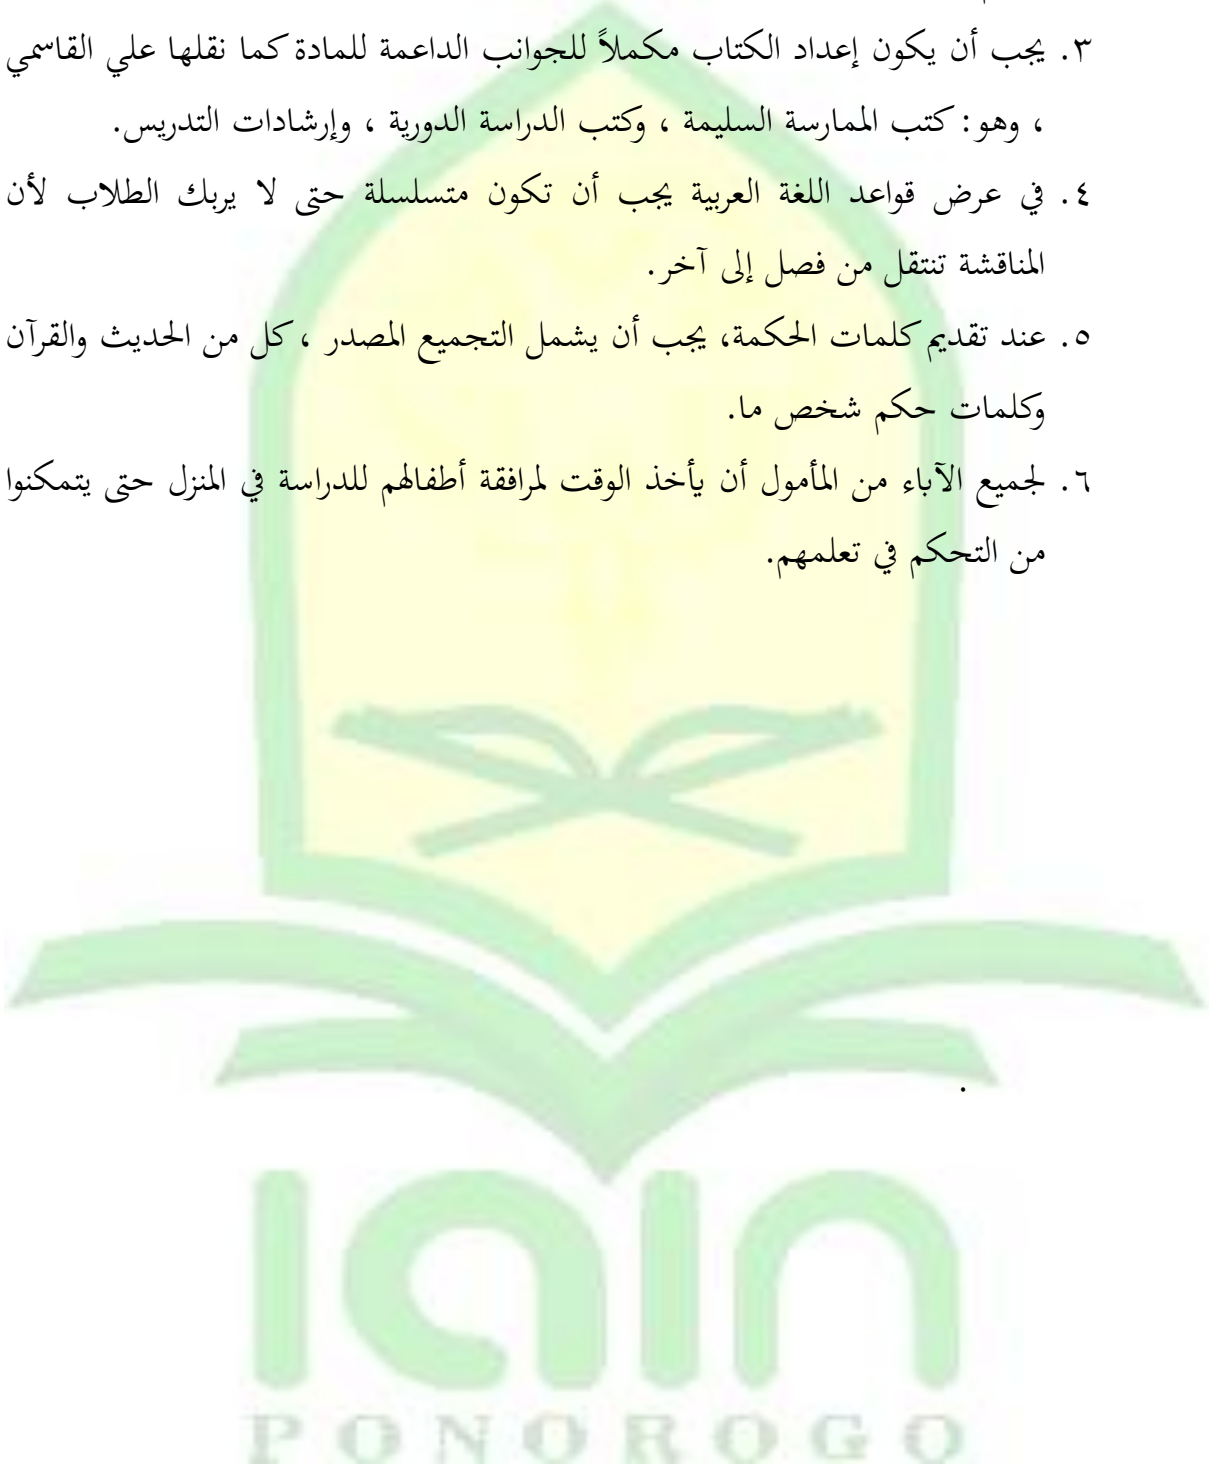 ٣. يجب أن يكون إعداد الكتاب مكملاً للجوانب الداعمة للمادة كما نقلها علي القاسمي
، وهو : كتب الممارسة السليمة ، وكتب الدراسة الدورية ، وإرشادات التدريس.
٤. في عرض قواعد اللغة العربية يجب أن تكون متسلسلة حتى لا يربك الطلاب لأن
المناقشة تنتقل من فصل إلى آخر.
٥. عند تقديم كلمات الحكمة، يجب أن يشمل التجميع المصدر ، كل من الحديث والقرآن
وكلمات حكم شخص ما.
٦. لجميع الآباء من المأمول أن يأخذ الوقت لمرافقة أطفالهم للدراسة في المنزل حتى يتمكنوا
من التحكم في تعلمهم.
.
iain
PONOROGO